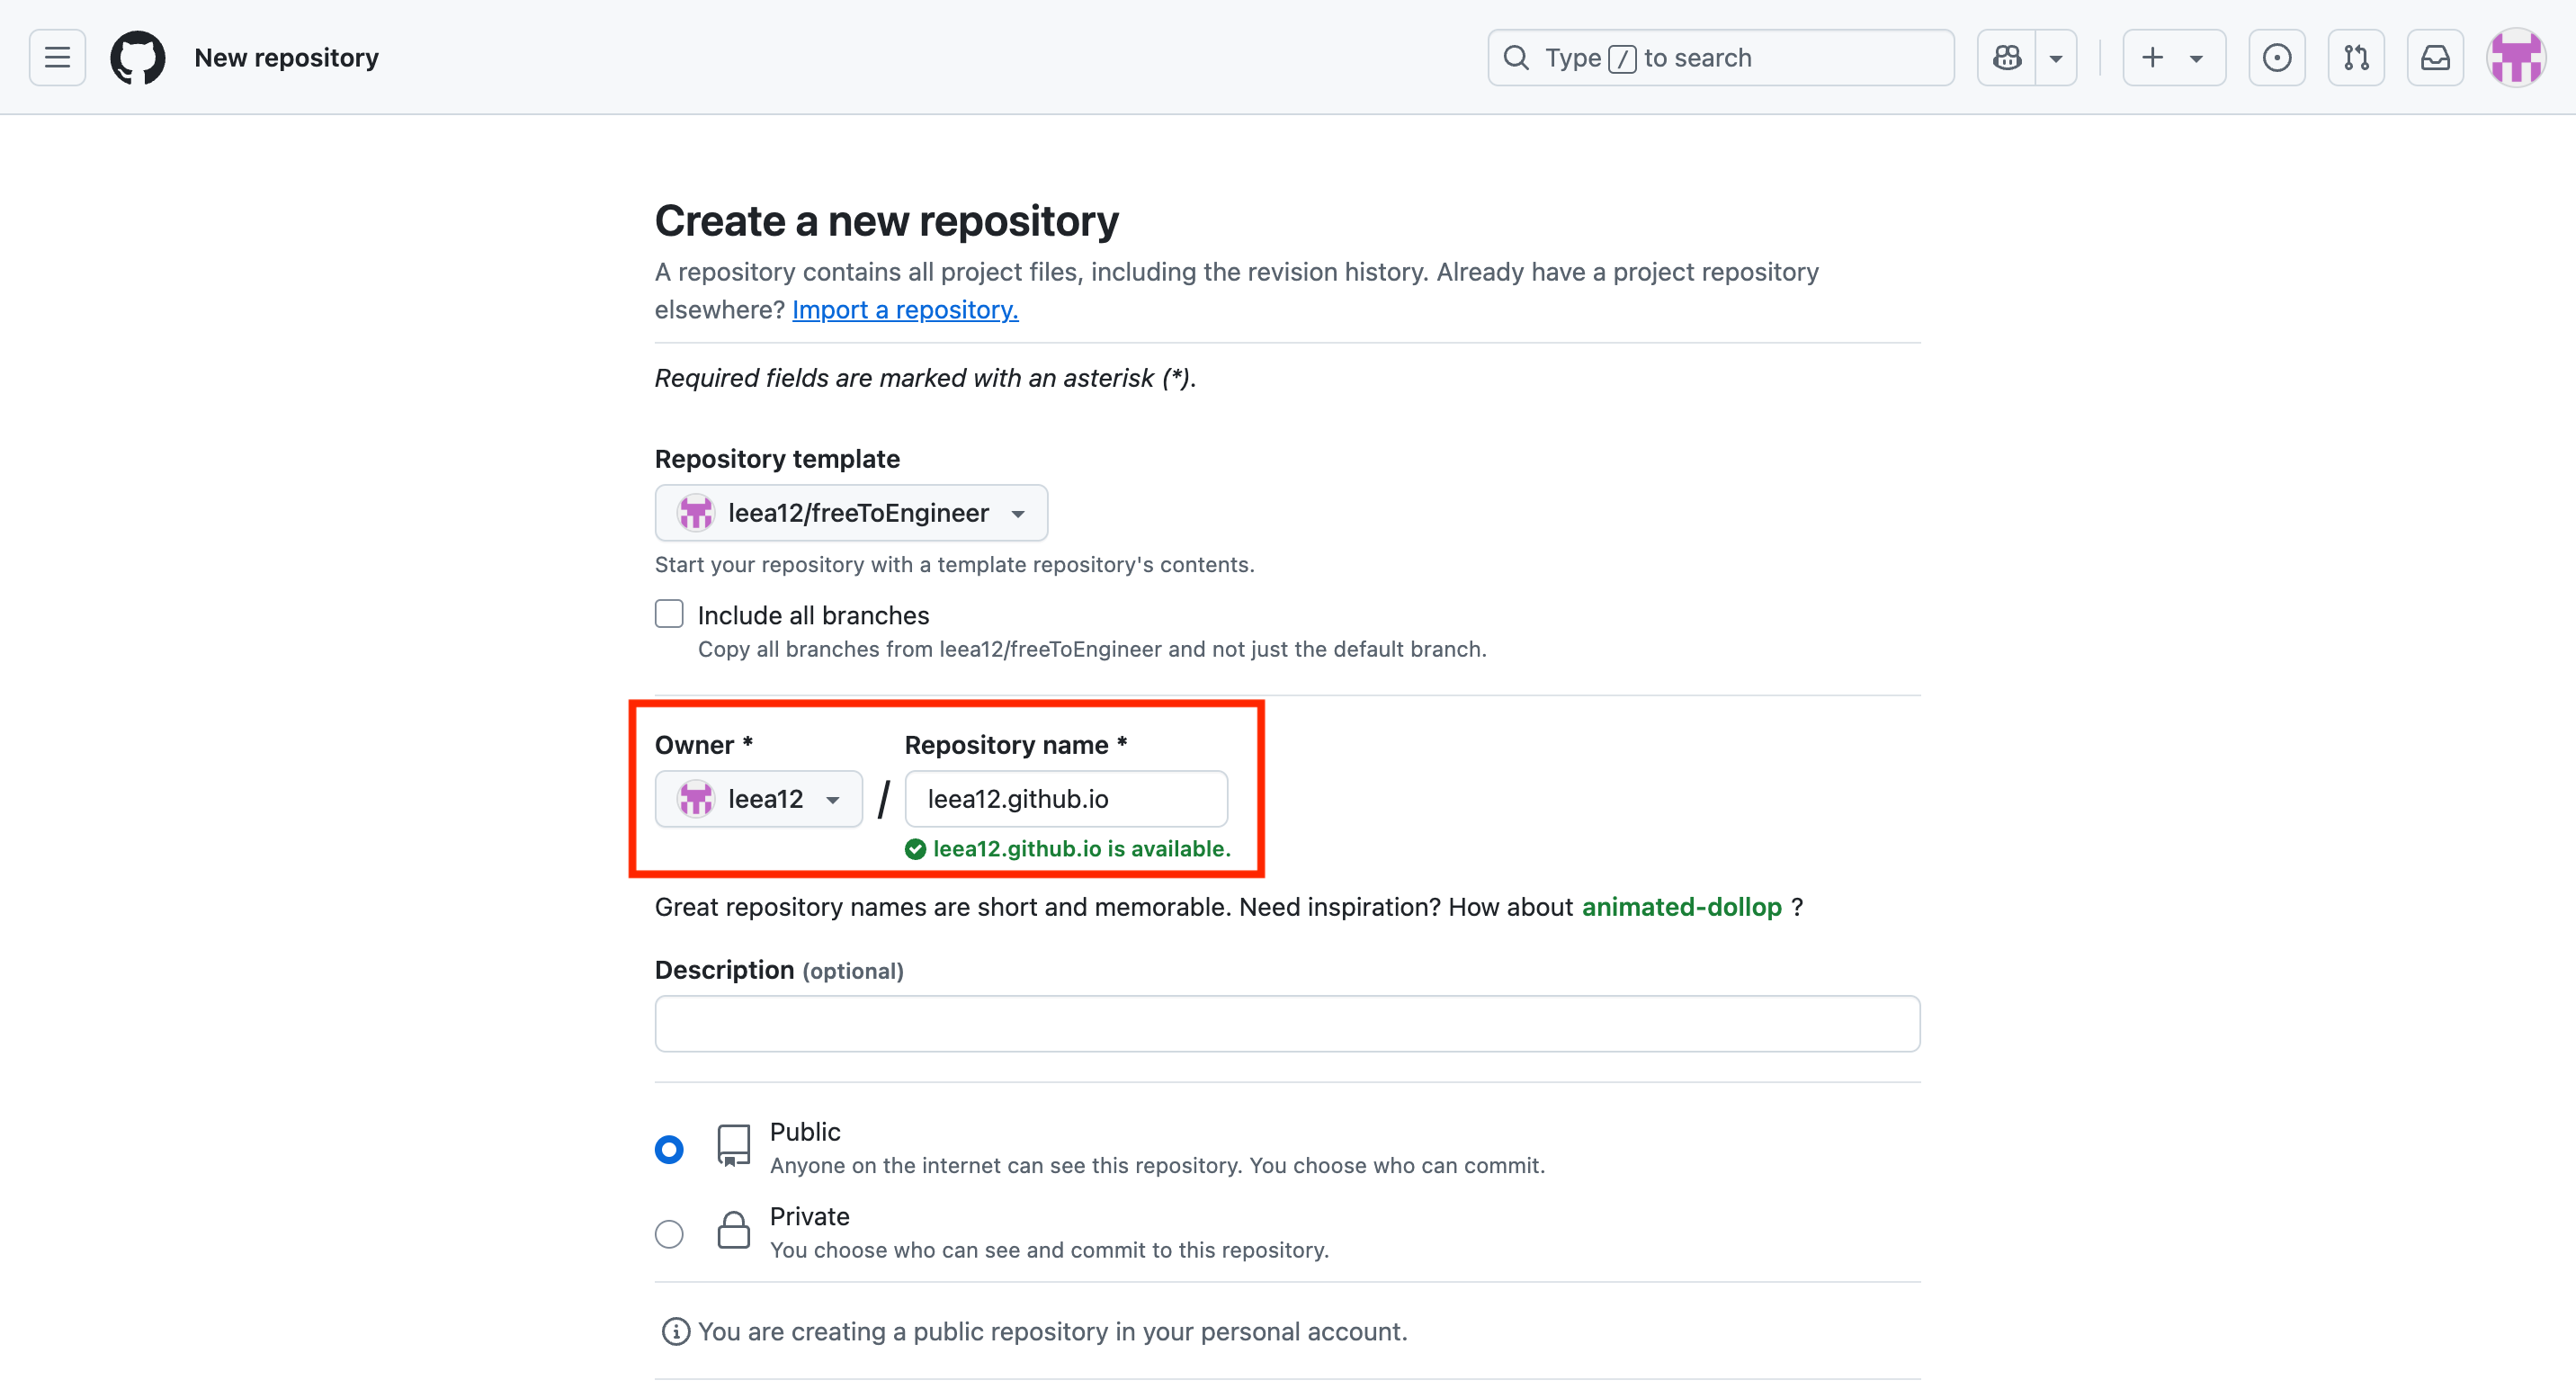 New repository
Type / to search
Create a new repository
A repository contains all project files, including the revision history. Already have a project repository
elsewhere? Import a repository.
Required fields are marked with an asterisk (*).
Repository template
leea12/freeToEngineer
Start your repository with a template repository's contents.
Include all branches
Copy all branches from leea12/freeToEngineer and not just the default branch.
Owner * Repository name *
leea12 / leea12.github.io
leea12.github.io is available.
Great repository names are short and memorable. Need inspiration? How about animated-dollop ?
Description (optional)
Public
Anyone on the internet can see this repository. You choose who can commit.
Private
You choose who can see and commit to this repository.
You are creating a public repository in your personal account.